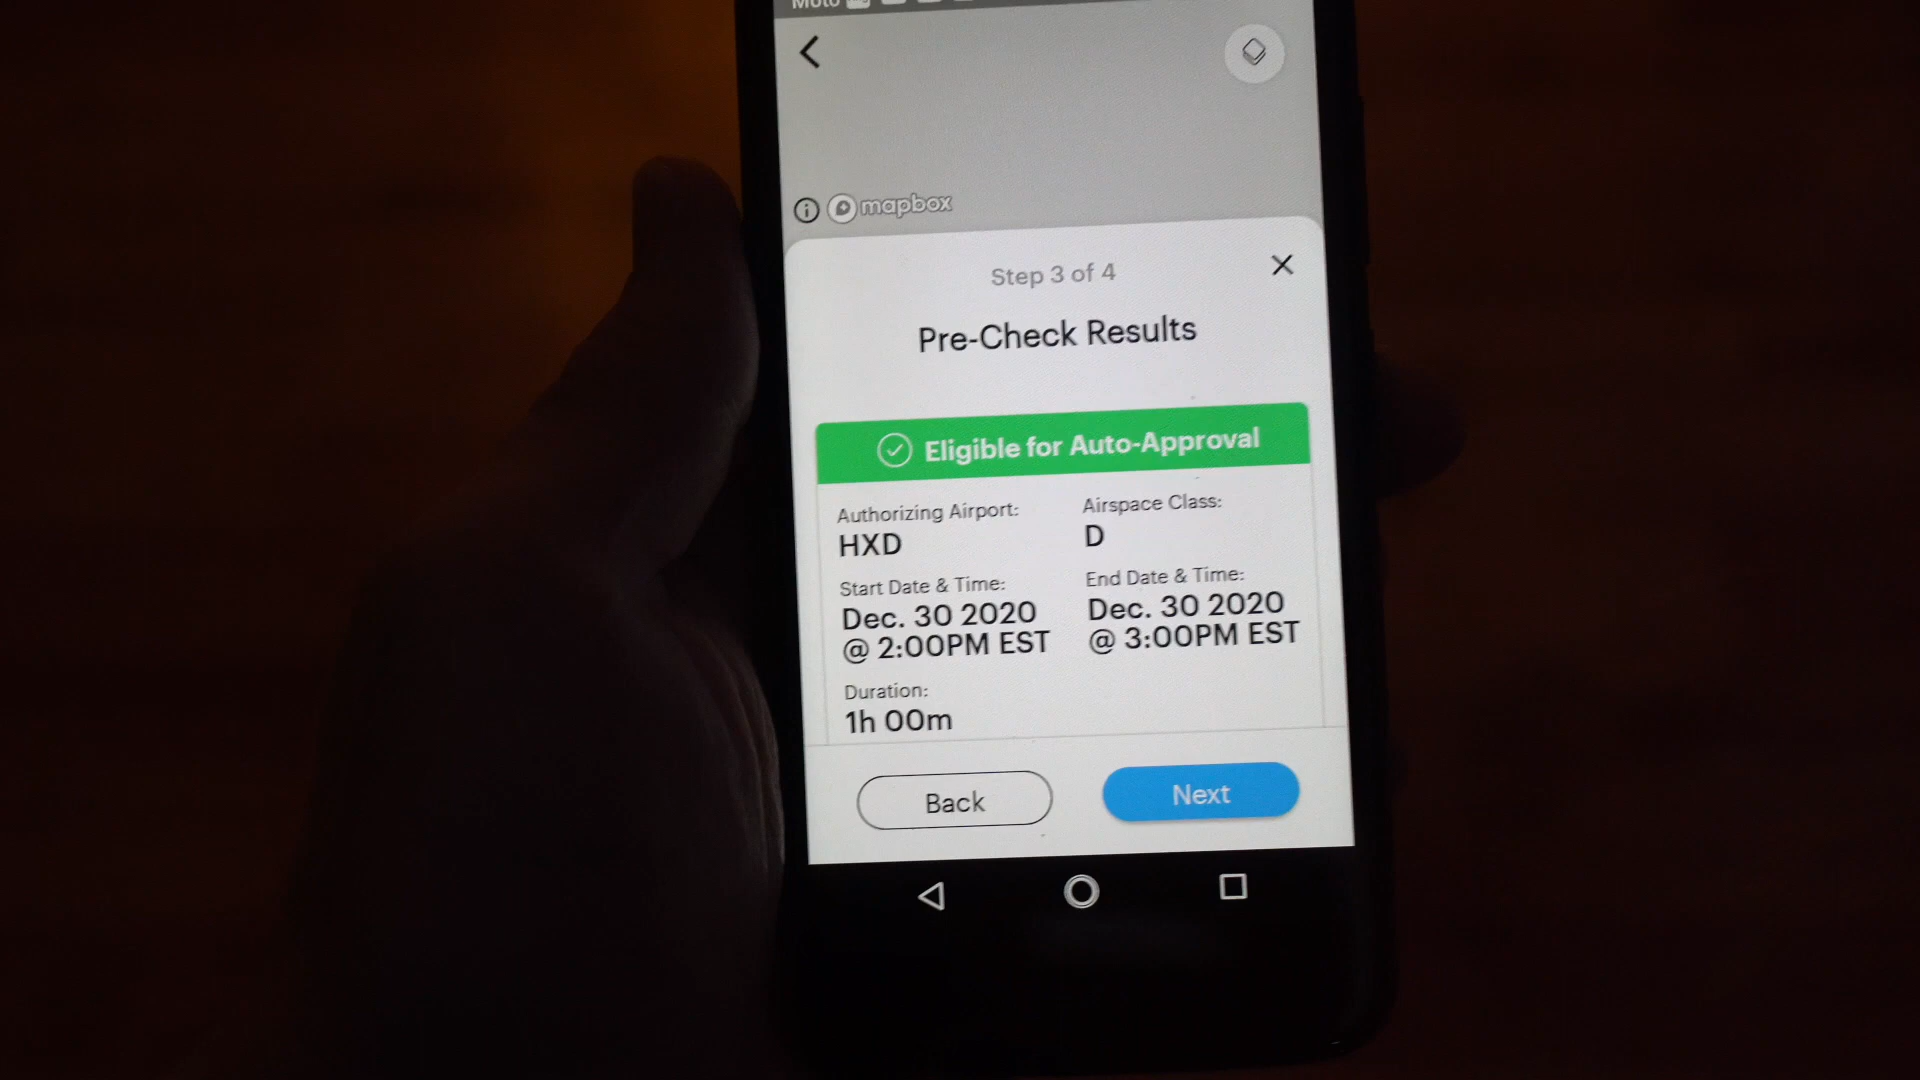 Moto
mapbox
Step 3 of 4
Pre-Check Results
Eligible for Auto-Approval
Authorizing Airport:
HXD
Airspace Class:
D
Start Date & Time:
Dec. 30 2020
@ 2:00PM EST
End Date & Time:
Dec. 30 2020
@ 3:00PM EST
Duration:
1h 00m
Back
Next